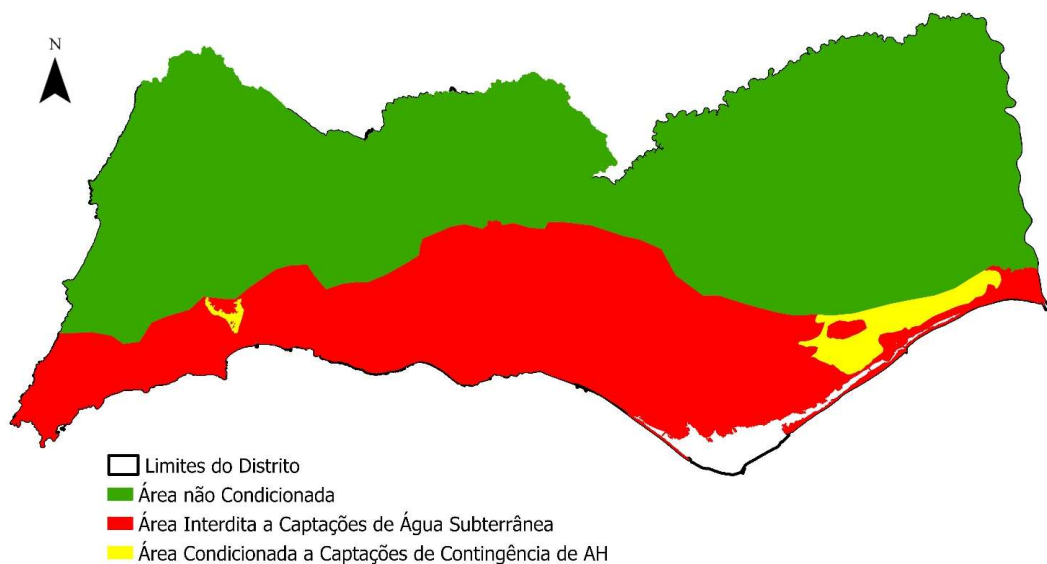 N
Limites do Distrito
Área não Condicionada
Área Interdita a Captações de Água Subterrânea
Área Condicionada a Captações de Contingência de AH